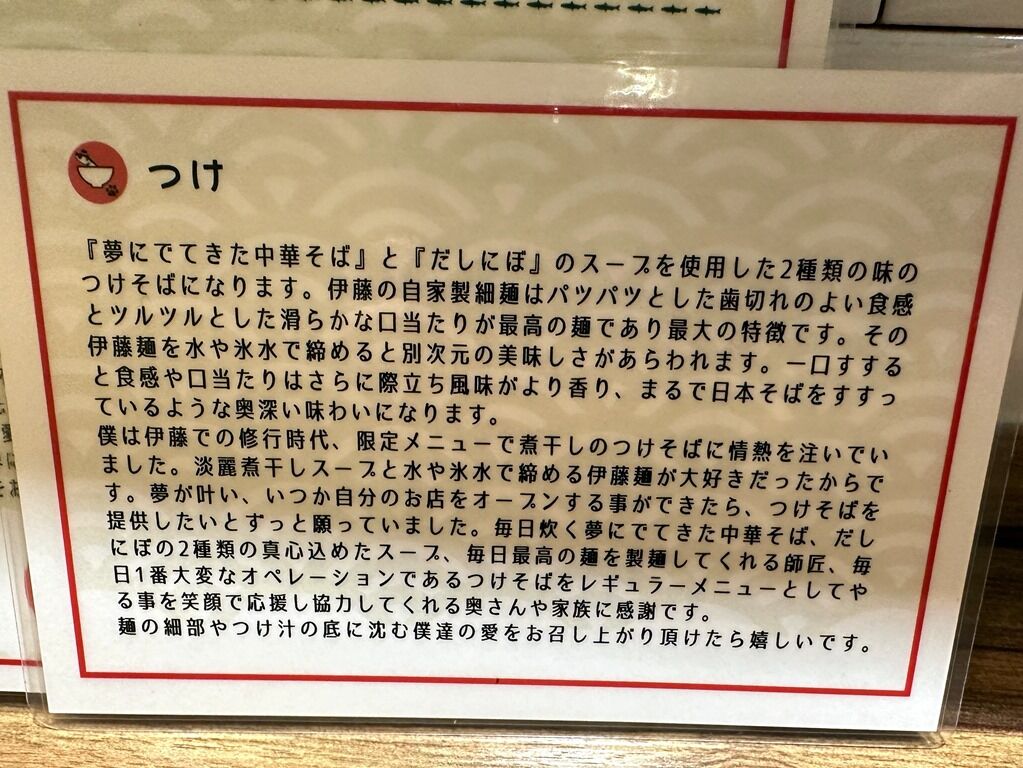 つけ
『夢にでてきた中華そば』と『だしにぼ』のスープを使用した2種類の味の
つけそばになります。伊藤の自家製細麺はパツパツとした歯切れのよい食感
とツルツルとした滑らかな口当たりが最高の麺であり最大の特徴です。その
伊藤麺を水や氷水で締めると別次元の美味しさがあらわれます。一口すする
と食感や口当たりはさらに際立ち風味がより香り、まるで日本そばをすすっ
ているような奥深い味わいになります。
僕は伊藤での修行時代、限定メニューで煮干しのつけそばに情熱を注いでい
ました。淡麗煮干しスープと水や氷水で締める伊藤麺が大好きだったからで
す。夢が叶い、いつか自分のお店をオープンする事ができたら、つけそばを
提供したいとずっと願っていました。毎日炊く夢にでてきた中華そば、だし
にぼの2種類の真心込めたスープ、毎日最高の麺を製麺してくれる師匠、毎
日1番大変なオペレーションであるつけそばをレギュラーメニューとしてや
る事を笑顔で応援し協力してくれる奥さんや家族に感謝です。
麺の細部やつけ汁の底に沈む僕達の愛をお召し上がり頂けたら嬉しいです。